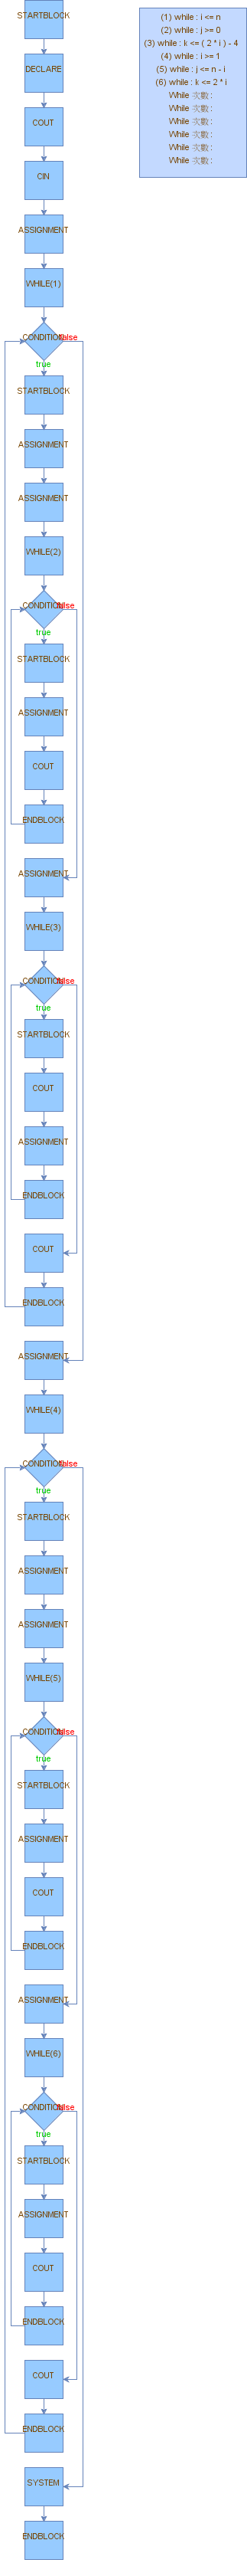 STARTBLOCK
DECLARE
COUT
CIN
ASSIGNMENT
WHILE(1)
CONDITION
false
true
STARTBLOCK
ASSIGNMENT
ASSIGNMENT
WHILE(2)
CONDITION
false
true
STARTBLOCK
ASSIGNMENT
COUT
ENDBLOCK
ASSIGNMENT
WHILE(3)
CONDITION
false
true
STARTBLOCK
COUT
ASSIGNMENT
ENDBLOCK
COUT
ENDBLOCK
ASSIGNMENT
WHILE(4)
CONDITION
false
true
STARTBLOCK
ASSIGNMENT
ASSIGNMENT
WHILE(5)
CONDITION
false
true
STARTBLOCK
ASSIGNMENT
COUT
ENDBLOCK
ASSIGNMENT
WHILE(6)
CONDITION
false
true
STARTBLOCK
ASSIGNMENT
COUT
ENDBLOCK
COUT
ENDBLOCK
SYSTEM
ENDBLOCK
(1) while : i <= n
(2) while : j >= 0
(3) while : k <= ( 2 * i ) - 4
(4) while : i >= 1
(5) while : j <= n - i
(6) while : k <= 2 * i
While 次數 :
While 次數 :
While 次數 :
While 次數 :
While 次數 :
While 次數 :